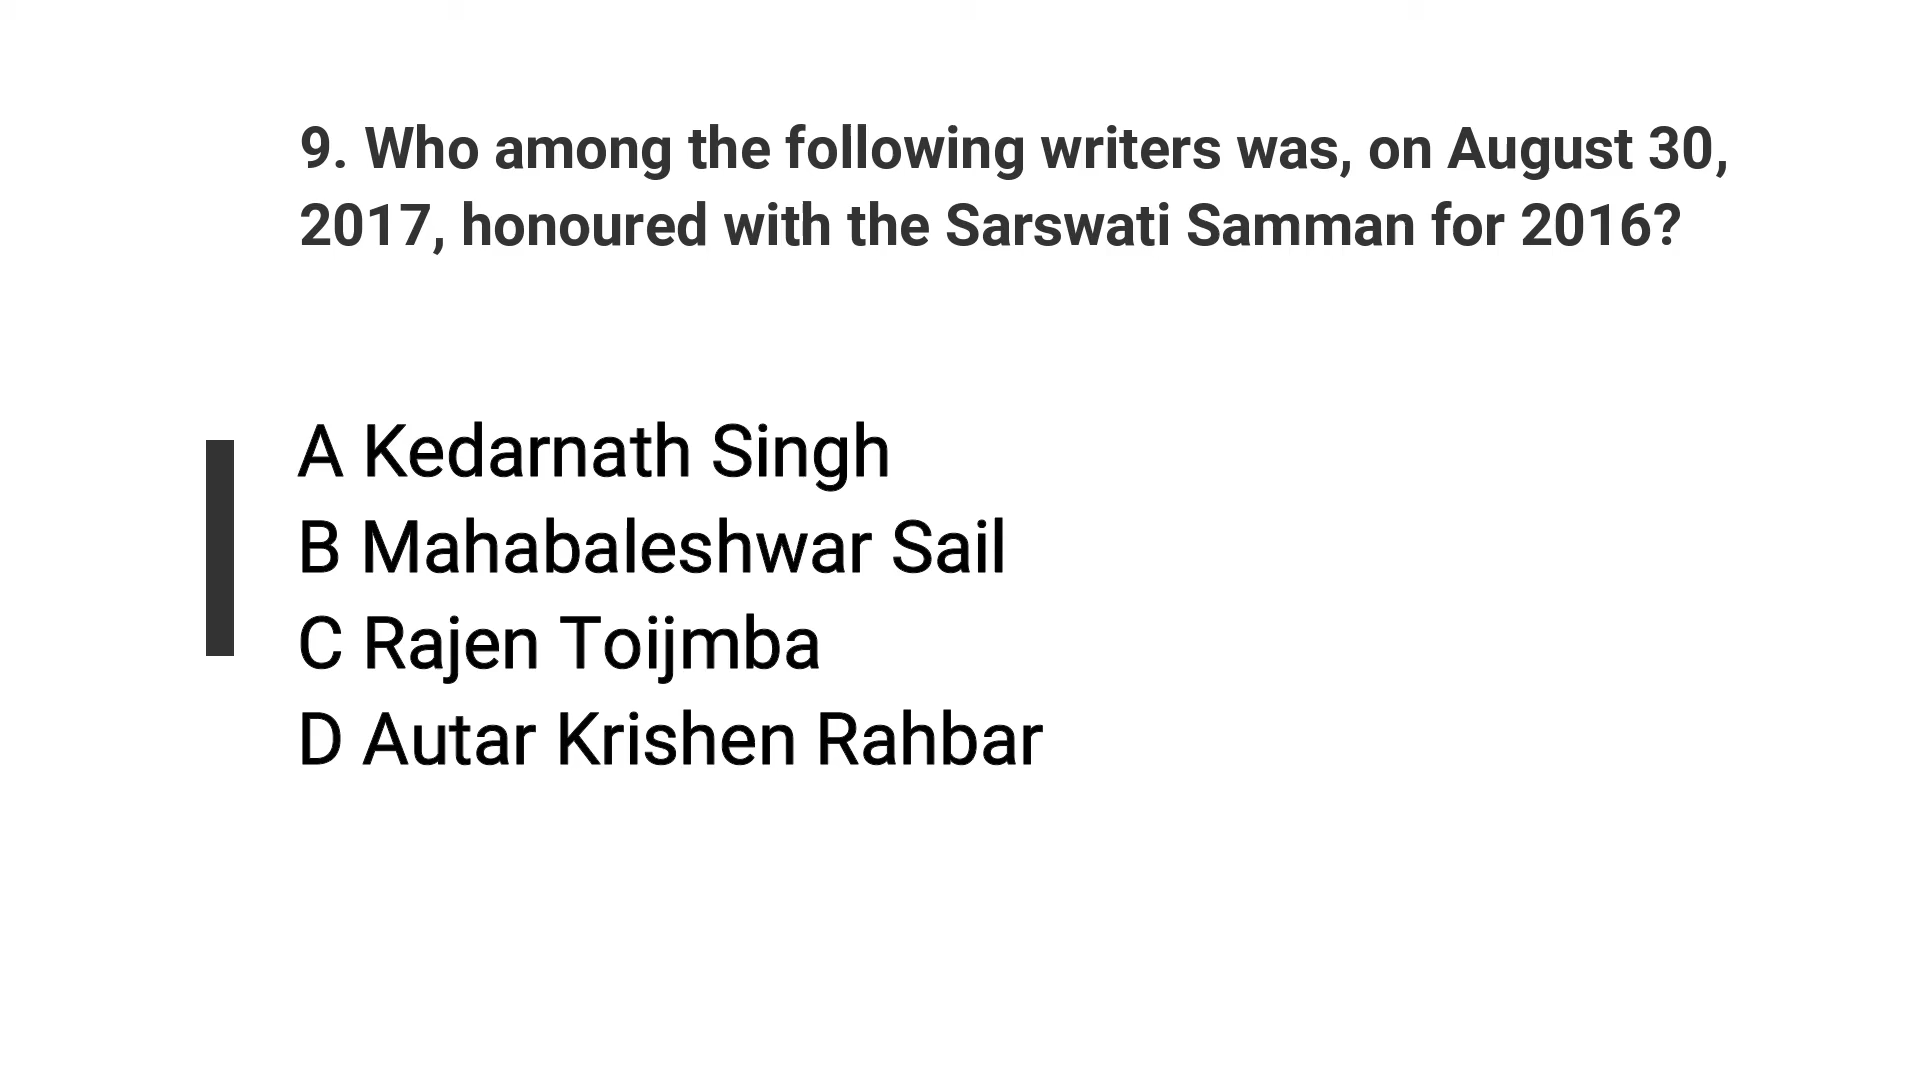 9. Who among the following writers was, on August 30,
2017, honoured with the Sarswati Samman for 2016?
A Kedarnath Singh
B Mahabaleshwar Sail
C Rajen Toijmba
D Autar Krishen Rahbar